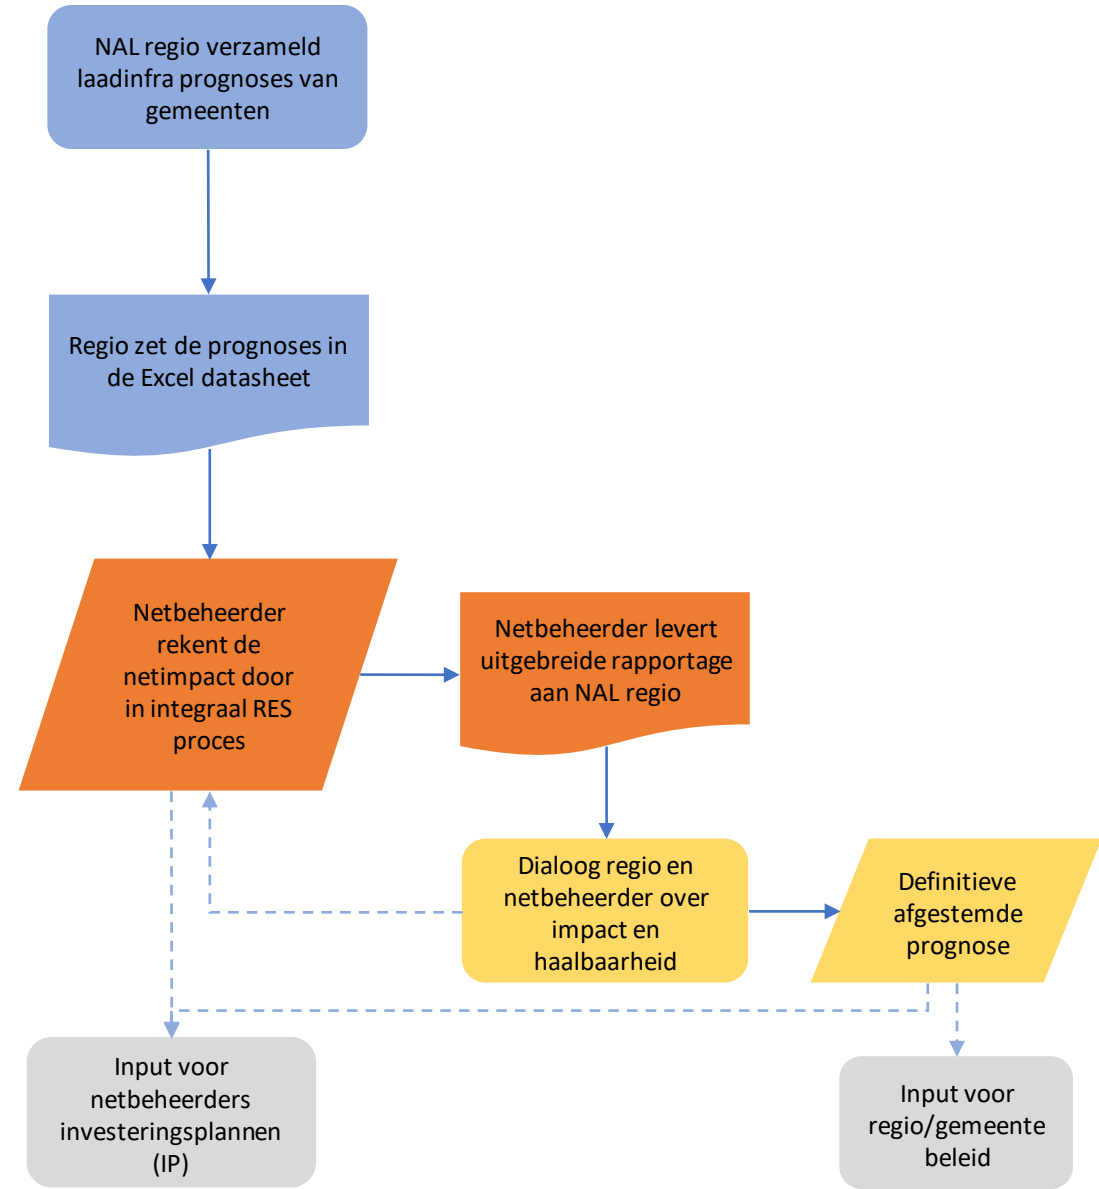 NAL regio verzameld
laadinfra prognoses van
gemeenten
Regio zet de prognoses in
de Excel datasheet
Netbeheerder
rekent de
netimpact door
in integraal RES
proces
Netbeheerder levert
uitgebreide rapportage
aan NAL regio
Dialoog regio en
netbeheerder over
impact en
haalbaarheid
Definitieve
afgestemde
prognose
Input voor
netbeheerders
investeringsplannen
(IP)
Input voor
regio/gemeente
beleid